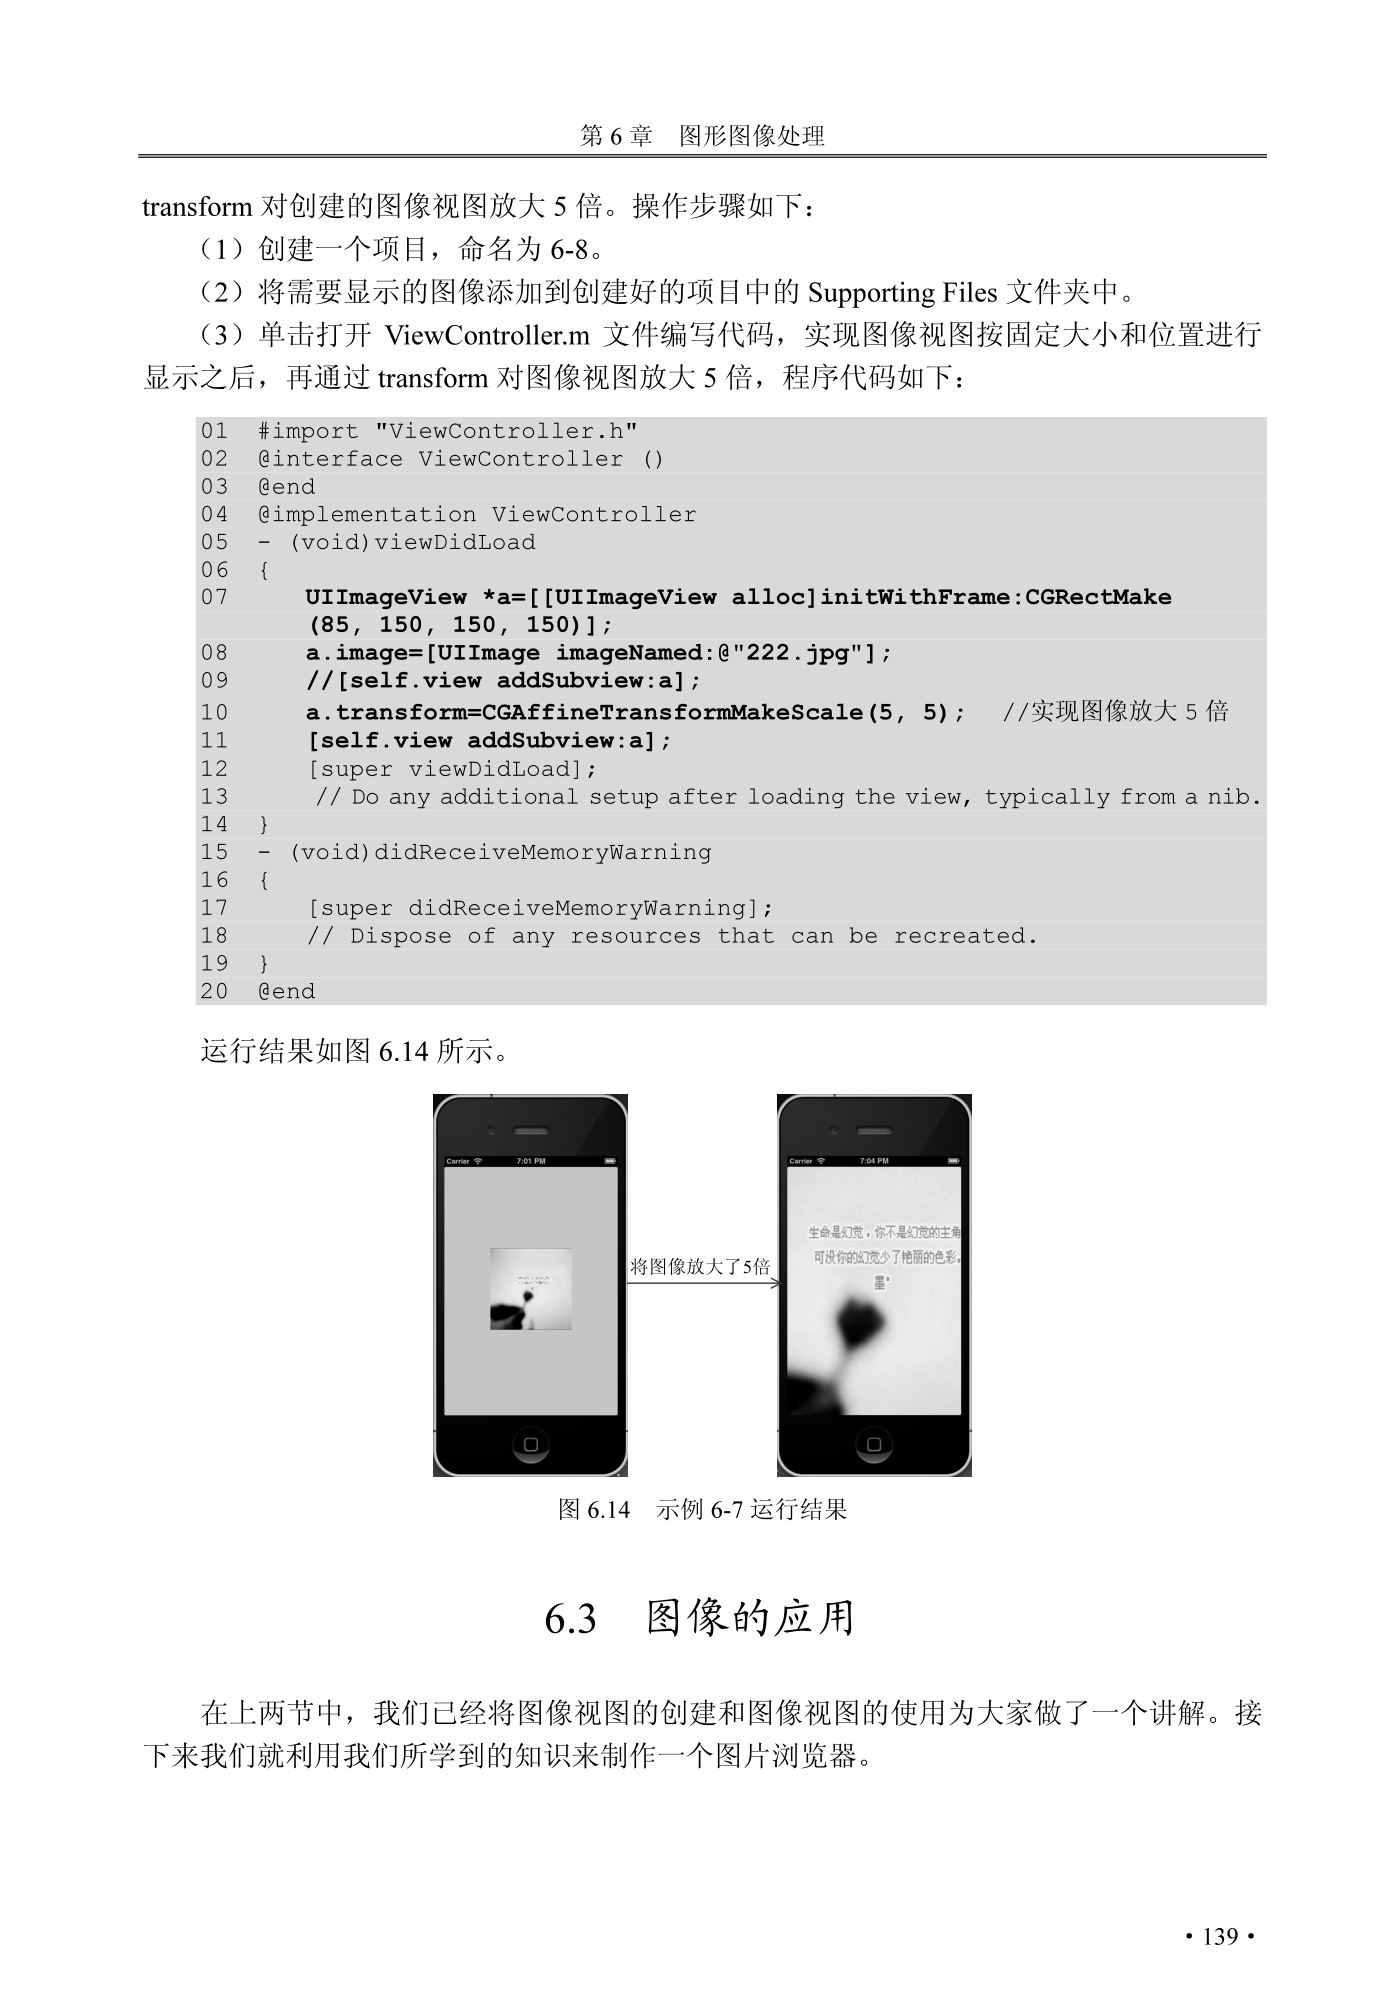 第 6 章 图形图像处理
transform 对创建的图像视图放大 5 倍。操作步骤如下：
（1）创建一个项目，命名为 6-8。
（2）将需要显示的图像添加到创建好的项目中的 Supporting Files 文件夹中。
（3）单击打开 ViewController.m 文件编写代码，实现图像视图按固定大小和位置进行
显示之后，再通过 transform 对图像视图放大 5 倍，程序代码如下：
01 #import "ViewController.h"
02 @interface ViewController ()
03 @end
04 @implementation ViewController
05 - (void)viewDidLoad
06 {
07 UIImageView *a=[[UIImageView alloc]initWithFrame:CGRectMake
(85, 150, 150, 150)];
08 a.image=[UIImage imageNamed:@"222.jpg"];
09 //[self.view addSubview:a];
10 a.transform=CGAffineTransformMakeScale(5, 5); //实现图像放大 5 倍
11 [self.view addSubview:a];
12 [super viewDidLoad];
13 // Do any additional setup after loading the view, typically from a nib.
14 }
15 - (void)didReceiveMemoryWarning
16 {
17 [super didReceiveMemoryWarning];
18 // Dispose of any resources that can be recreated.
19 }
20 @end
运行结果如图 6.14 所示。
Carrier 7:01 PM
Carrier 7:04 PM
生命是幻觉，你不是幻觉的主角
可没你的幻觉少了艳丽的色彩。
墨
将图像放大了5倍
图 6.14 示例 6-7 运行结果
6.3 图像的应用
在上两节中，我们已经将图像视图的创建和图像视图的使用为大家做了一个讲解。接
下来我们就利用我们所学到的知识来制作一个图片浏览器。
• 139 •